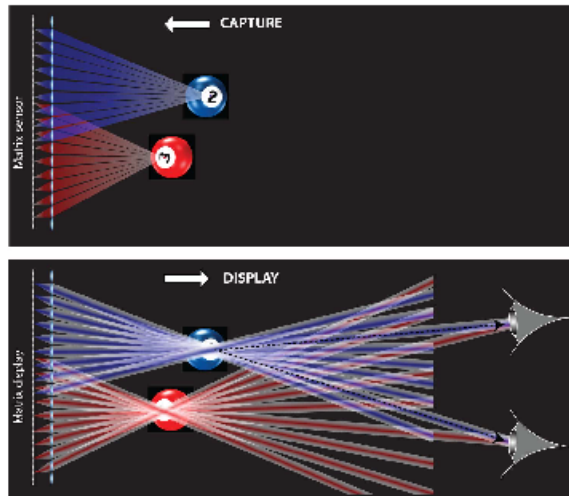 CAPTURE
Matrix sensor
2
3
DISPLAY
Matrix display